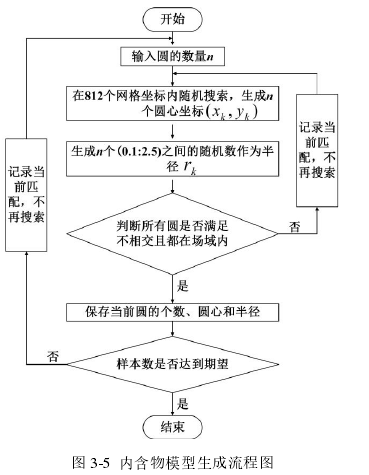 开始
输入圆的数量n
在812个网格坐标内随机搜索，生成n
个圆心坐标(x_k, y_k)
生成n个(0.1:2.5)之间的随机数作为半
径 r_k
判断所有圆是否满足
不相交且都在场域内
否
记录当
前匹
配，不
再搜索
是
保存当前圆的个数、圆心和半径
样本数是否达到期望
否
记录当
前匹
配，不
再搜索
是
结束
图 3-5 内含物模型生成流程图